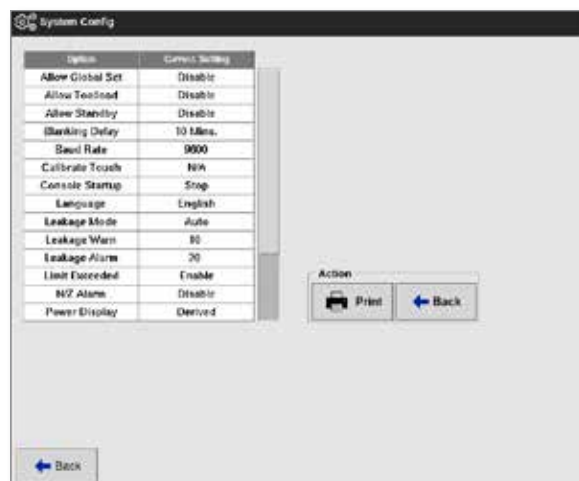 System Config
Option Current Setting
Allow Global Set Disable
Allow Toolload Disable
Allow Standby Disable
Blanking Delay 10 Mins.
Baud Rate 9600
Calibrate Touch N/A
Console Startup Stop
Language English
Leakage Mode Auto
Leakage Warn
Leakage Alarm 20
Limit Exceeded Enable
N/Z Alarm Disable
Power Display Derived
Action
Print
Back
Back